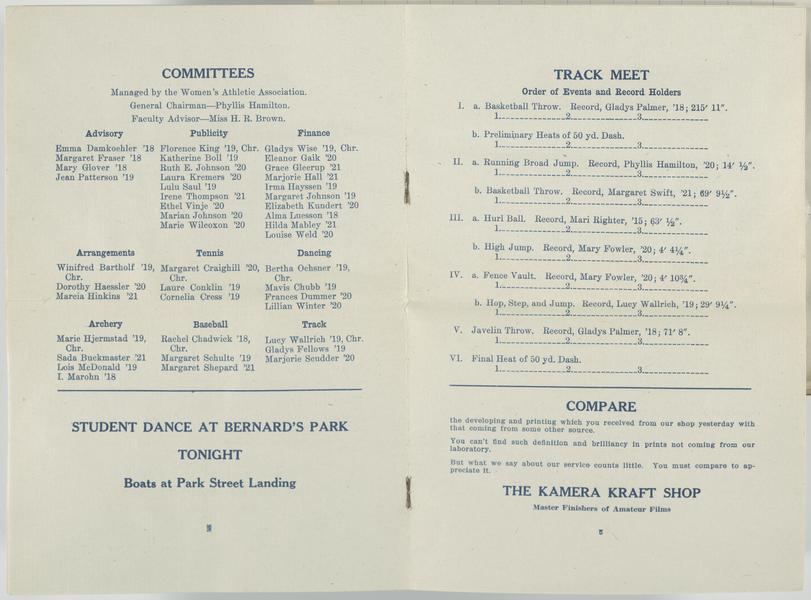 COMMITTEES
Managed by the Women's Athletic Association.
General Chairman—Phyllis Hamilton.
Faculty Advisor—Miss H. R. Brown.
Advisory
Emma Damkoehler '18
Margaret Fraser '18
Mary Glover '18
Jean Patterson '19
Publicity
Florence King '19, Chr.
Katherine Boll '19
Ruth E. Johnson '20
Laura Kremers '20
Lulu Saul '19
Irene Thompson '21
Ethel Vinje '20
Marian Johnson '20
Marie Wilcoxon '20
Finance
Gladys Wise '19, Chr.
Eleanor Gaik '20
Grace Gleerup '21
Marjorie Hall '21
Irma Hayssen '19
Margaret Johnson '19
Elizabeth Kundert '20
Alma Luessen '18
Hilda Mabley '21
Louise Weld '20
Arrangements
Winifred Bartholf '19,
Chr.
Dorothy Haessler '20
Marcia Hinkins '21
Tennis
Margaret Craighill '20,
Chr.
Laure Conklin '19
Cornelia Cress '19
Dancing
Bertha Ochsner '19,
Chr.
Mavis Chubb '19
Frances Dummer '20
Lillian Winter '20
Archery
Marie Hjermstad '19,
Chr.
Sada Buckmaster '21
Lois McDonald '19
I. Marohn '18
Baseball
Rachel Chadwick '18,
Chr.
Margaret Schulte '19
Margaret Shepard '21
Track
Lucy Wallrich '19, Chr.
Gladys Fellows '19
Marjorie Scudder '20
STUDENT DANCE AT BERNARD'S PARK
TONIGHT
Boats at Park Street Landing
TRACK MEET
Order of Events and Record Holders
I. a. Basketball Throw. Record, Gladys Palmer, '18; 215' 11".
1 2 3
b. Preliminary Heats of 50 yd. Dash.
1 2 3
II. a. Running Broad Jump. Record, Phyllis Hamilton, '20; 14' ½".
1 2 3
b. Basketball Throw. Record, Margaret Swift, '21; 69' 9½".
1 2 3
III. a. Hurl Ball. Record, Mari Righter, '15; 63' ½".
1 2 3
b. High Jump. Record, Mary Fowler, '20; 4' 4¼".
1 2 3
IV. a. Fence Vault. Record, Mary Fowler, '20; 4' 10¾".
1 2 3
b. Hop, Step, and Jump. Record, Lucy Wallrich, '19; 29' 9¼".
1 2 3
V. Javelin Throw. Record, Gladys Palmer, '18; 71' 8".
1 2 3
VI. Final Heat of 50 yd. Dash.
1 2 3
COMPARE
the developing and printing which you received from our shop yesterday with
that coming from some other source.
You can't find such definition and brilliancy in prints not coming from our
laboratory.
But what we say about our service counts little. You must compare to ap-
preciate it.
THE KAMERA KRAFT SHOP
Master Finishers of Amateur Films